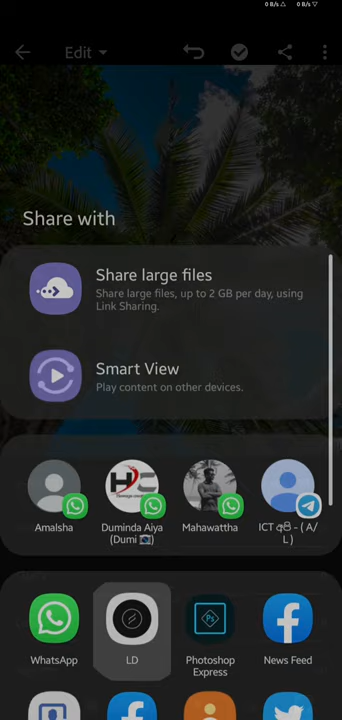 0 B/s △ 0 B/s ▽
Edit
Share with
Share large files
Share large files, up to 2 GB per day, using
Link Sharing.
Smart View
Play content on other devices.
Amalsha
Duminda Aiya
(Dumi 📷)
Mahawattha
ICT අපි - ( A/
L )
WhatsApp
LD
Photoshop
Express
News Feed